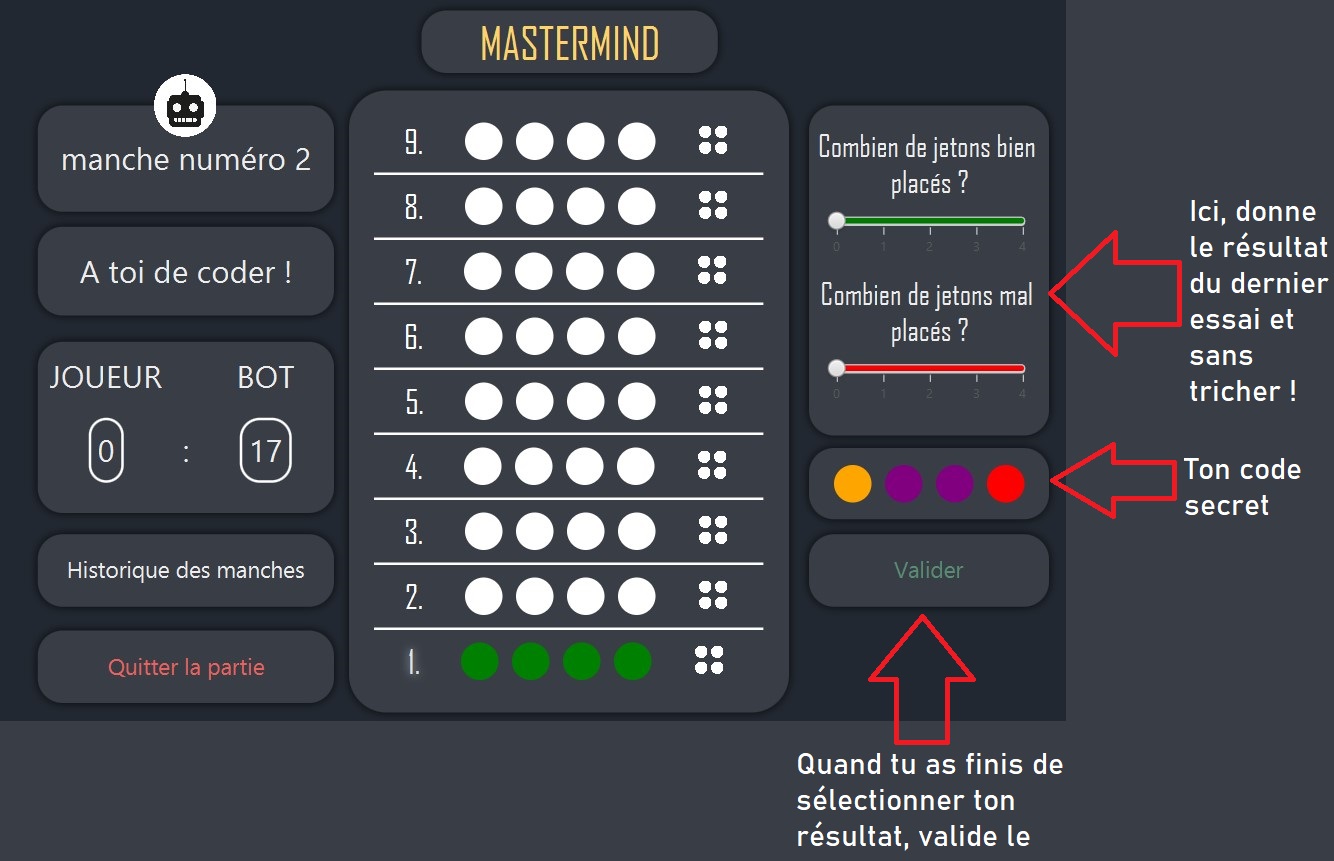 MASTERMIND
manche numéro 2
A toi de coder !
JOUEUR
BOT
0 : 17
Historique des manches
Quitter la partie
9.
8.
7.
6.
5.
4.
3.
2.
1.
Combien de jetons bien
placés ?
0 1 2 3 4
Combien de jetons mal
placés ?
0 1 2 3 4
Valider
Ici, donne
le résultat
du dernier
essai et
sans
tricher !
Ton code
secret
Quand tu as finis de
sélectionner ton
résultat, valide le